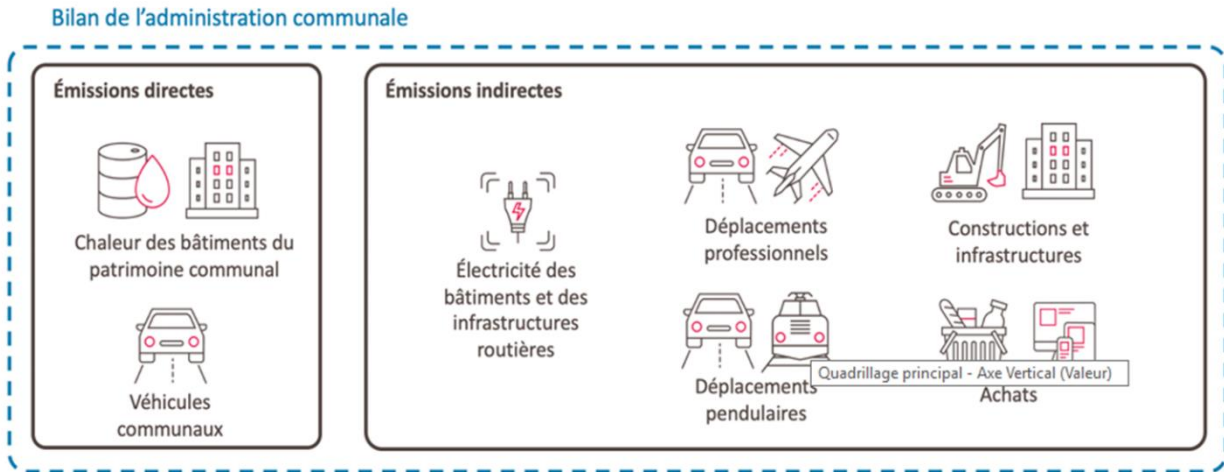 Bilan de l'administration communale
Émissions directes
Chaleur des bâtiments du
patrimoine communal
Véhicules
communaux
Émissions indirectes
Électricité des
bâtiments et des
infrastructures
routières
Déplacements
professionnels
Déplacements
pendulaires
Constructions et
infrastructures
Quadrillage principal - Axe Vertical (Valeur)
Achats